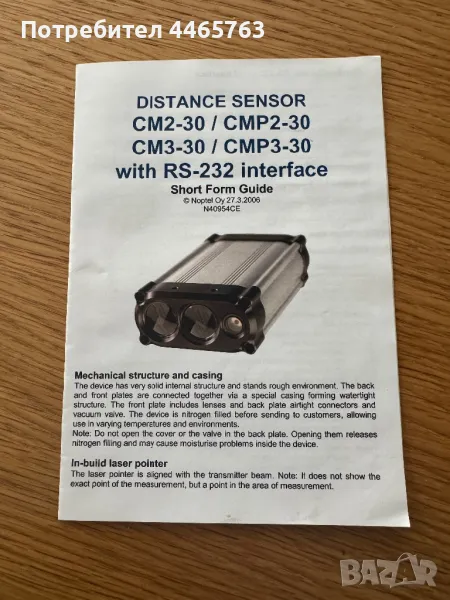 Потребител 4465763
DISTANCE SENSOR
CM2-30 / CMP2-30
CM3-30 / CMP3-30
with RS-232 interface
Short Form Guide
© Noptel Oy 27.3.2006
N40954CE
Mechanical structure and casing
The device has very solid internal structure and stands rough environment. The back
and front plates are connected together via a special casing forming watertight
structure. The front plate includes lenses and back plate airtight connectors and
vacuum valve. The device is nitrogen filled before sending to customers, allowing
use in varying temperatures and environments.
Note: Do not open the cover or the valve in the back plate. Opening them releases
nitrogen filling and may cause moisturise problems inside the device.
In-build laser pointer
The laser pointer is aligned with the transmitter beam. Note: It does not show the
exact point of the measurement, but a point in the area of measurement.
BAZAR